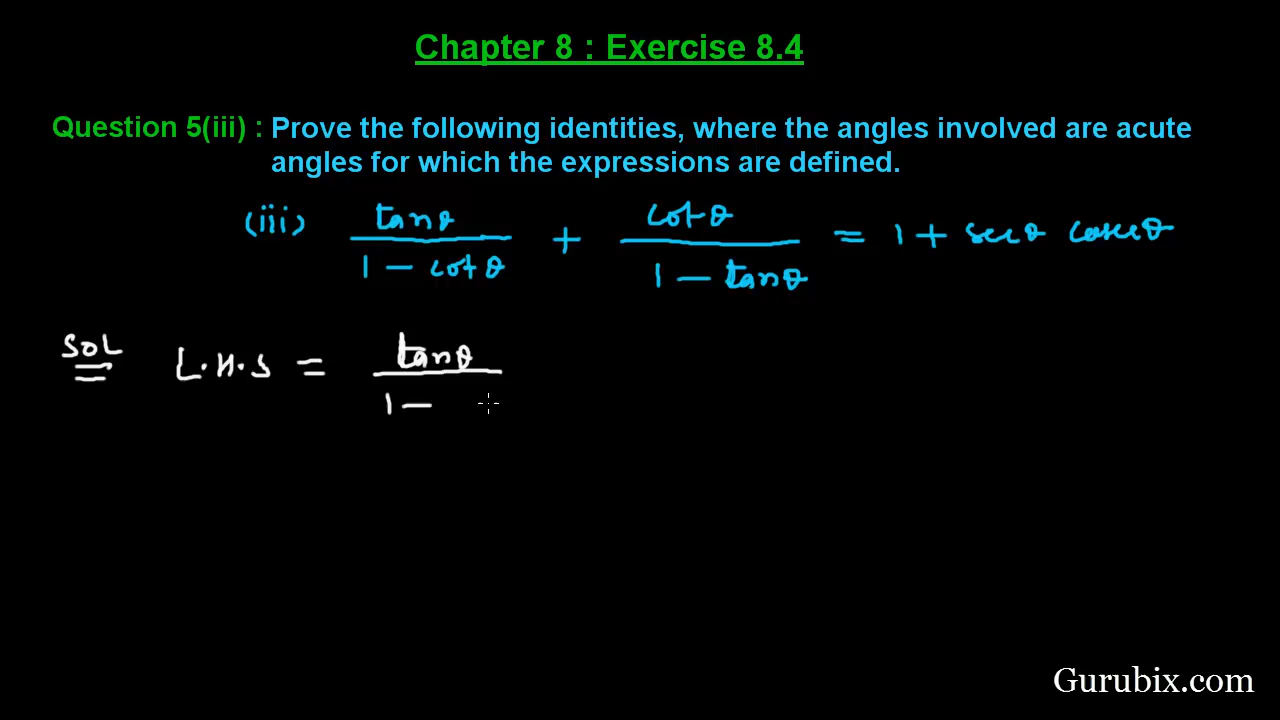 Chapter 8 : Exercise 8.4
Question 5(iii) : Prove the following identities, where the angles involved are acute
angles for which the expressions are defined.
(iii) tanθ / 1 - cotθ + cotθ / 1 - tanθ = 1 + secθ cosecθ
SOL L.H.S = tanθ / 1 -
Gurubix.com